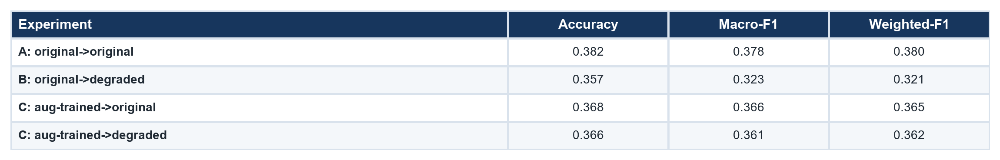 Experiment Accuracy Macro-F1 Weighted-F1
A: original->original 0.382 0.378 0.380
B: original->degraded 0.357 0.323 0.321
C: aug-trained->original 0.368 0.366 0.365
C: aug-trained->degraded 0.366 0.361 0.362